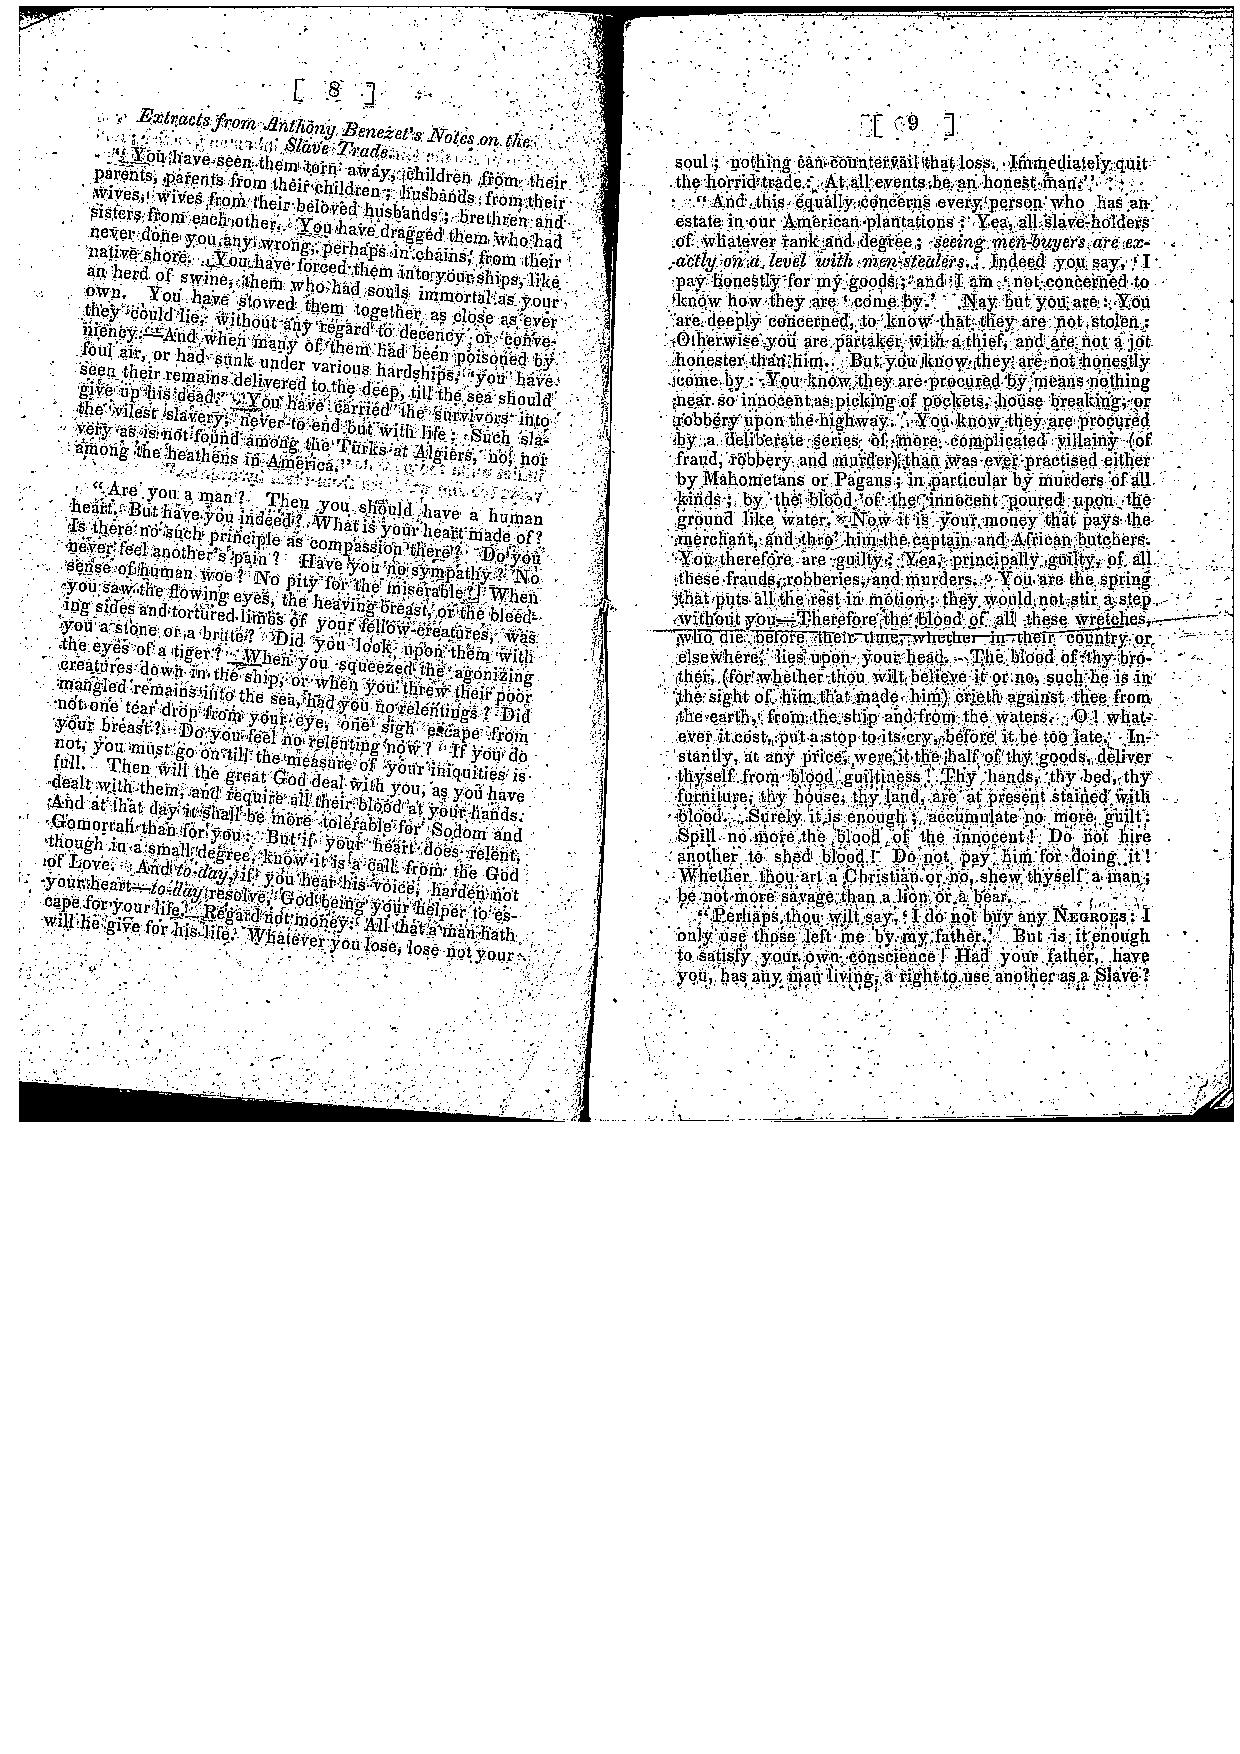 [ 8 ]
Extracts from Anthony Benezet's Notes on the
Slave Trade.
"You have seen them torn away, children from their
parents, parents from their children; husbands from their
wives, wives from their beloved husbands; brethren and
sisters from each other. You have dragged them who had
never done you any wrong, perhaps in chains, from their
native shore. You have forced them into your ships, like
an herd of swine, them who had souls immortal as your
own. You have stowed them together as close as ever
they could lie, without any regard to decency or conve-
niency.—And when many of them had been poisoned by
foul air, or had sunk under various hardships, you have
seen their remains delivered to the deep, till the sea should
give up his dead. You have carried the survivors into
the vilest slavery, never to end but with life: Such sla-
very as is not found among the Turks at Algiers, no, nor
among the heathens in America."
"Are you a man? Then you should have a human
heart. But have you indeed? What is your heart made of?
Is there no such principle as compassion there? Do you
never feel another's pain? Have you no sympathy? No
sense of human woe? No pity for the miserable? When
you saw the flowing eyes, the heaving breast, or the bleed-
ing sides and tortured limbs of your fellow-creatures, was
you a stone or a brute? Did you look upon them with
the eyes of a tiger?—When you squeezed the agonizing
creatures down in the ship, or when you threw their poor
mangled remains into the sea, had you no relentings? Did
not one tear drop from your eye, one sigh escape from
your breast? Do you feel no relenting now? If you do
not, you must go on till the measure of your iniquities is
full. Then will the great God deal with you, as you have
dealt with them, and require all their blood at your hands.
And at that day it shall be more tolerable for Sodom and
Gomorrah than for you: But if your heart does relent,
though in a small degree, know it is a call from the God
of Love. And to-day, if you hear his voice, harden not
your heart—to-day resolve, God being your helper to es-
cape for your life.—Regard not money: All that a man hath
will he give for his life. Whatever you lose, lose not your
[ 9 ]
soul; nothing can countervail that loss. Immediately quit
the horrid trade: At all events be an honest man."
"And this equally concerns every person who has an
estate in our American plantations: Yea, all slave-holders
of whatever rank and degree; seeing men-buyers are ex-
actly on a level with men-stealers. Indeed you say, 'I
pay honestly for my goods; and I am not concerned to
know how they are come by.' Nay but you are: You
are deeply concerned, to know that they are not stolen:
Otherwise you are partaker with a thief, and are not a jot
honester than him. But you know they are not honestly
come by: You know they are procured by means nothing
near so innocent as picking of pockets, house breaking, or
robbery upon the highway. You know they are procured
by a deliberate series of more complicated villainy (of
fraud, robbery and murder) than was ever practised either
by Mahometans or Pagans; in particular by murders of all
kinds; by the blood of the innocent poured upon the
ground like water. Now it is your money that pays the
merchant, and thro' him the captain and African butchers.
You therefore are guilty: Yea, principally guilty, of all
these frauds, robberies, and murders. You are the spring
that puts all the rest in motion; they would not stir a step
without you—Therefore the blood of all these wretches,
who die before their time, whether in their country or
elsewhere, lies upon your head. The blood of thy bro-
ther, (for whether thou wilt believe it or no, such he is in
the sight of him that made him) crieth against thee from
the earth, from the ship and from the waters. O! what-
ever it cost, put a stop to its cry, before it be too late. In-
stantly, at any price, were it the half of thy goods, deliver
thyself from blood guiltiness! Thy hands, thy bed, thy
furniture, thy house, thy land, are at present stained with
blood. Surely it is enough; accumulate no more guilt:
Spill no more the blood of the innocent! Do not hire
another to shed blood! Do not pay him for doing it!
Whether thou art a Christian or no, shew thyself a man;
be not more savage than a lion or a bear.
"Perhaps thou wilt say, 'I do not buy any NEGROES: I
only use those left me by my father.' But is it enough
to satisfy your own conscience! Had your father, have
you, has any man living, a right to use another as a Slave?